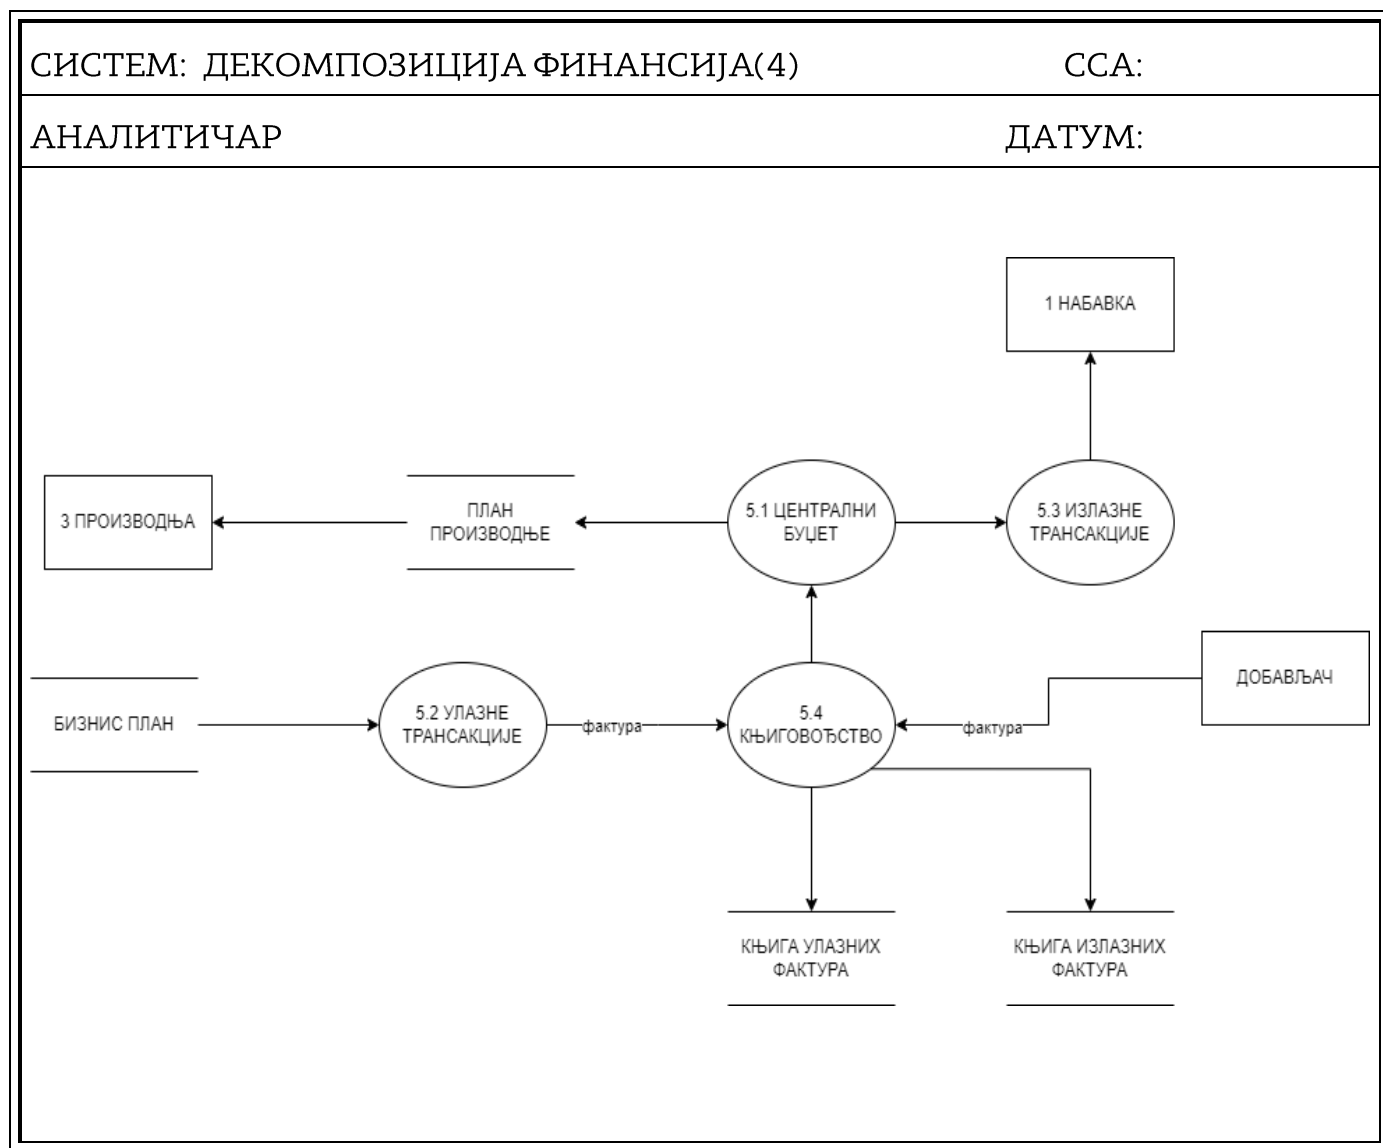 СИСТЕМ: ДЕКОМПОЗИЦИЈА ФИНАНСИЈА(4)
ССА:
АНАЛИТИЧАР
ДАТУМ:
1 НАБАВКА
3 ПРОИЗВОДЊА
ПЛАН
ПРОИЗВОДЊЕ
5.1 ЦЕНТРАЛНИ
БУЏЕТ
5.3 ИЗЛАЗНЕ
ТРАНСАКЦИЈЕ
БИЗНИС ПЛАН
5.2 УЛАЗНЕ
ТРАНСАКЦИЈЕ
фактура
5.4
КЊИГОВОЂСТВО
фактура
ДОБАВЉАЧ
КЊИГА УЛАЗНИХ
ФАКТУРА
КЊИГА ИЗЛАЗНИХ
ФАКТУРА